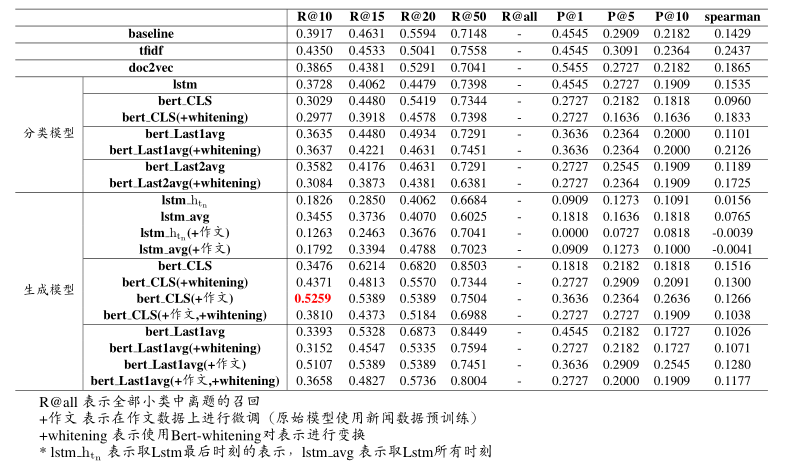 R@10 R@15 R@20 R@50 R@all P@1 P@5 P@10 spearman
baseline 0.3917 0.4631 0.5594 0.7148 - 0.4545 0.2909 0.2182 0.1429
tfidf 0.4350 0.4533 0.5041 0.7558 - 0.4545 0.3091 0.2364 0.2437
doc2vec 0.3865 0.4381 0.5291 0.7041 - 0.5455 0.2727 0.2182 0.1865
分类模型
lstm 0.3728 0.4062 0.4479 0.7398 - 0.4545 0.2727 0.1909 0.1535
bert_CLS 0.3029 0.4480 0.5419 0.7344 - 0.2727 0.2182 0.1818 0.0960
bert_CLS(+whitening) 0.2977 0.3918 0.4578 0.7398 - 0.2727 0.1636 0.1636 0.1833
bert_Last1avg 0.3635 0.4480 0.4934 0.7291 - 0.3636 0.2364 0.2000 0.1101
bert_Last1avg(+whitening) 0.3637 0.4221 0.4631 0.7451 - 0.3636 0.2364 0.2000 0.2126
bert_Last2avg 0.3582 0.4176 0.4631 0.7291 - 0.2727 0.2545 0.1909 0.1189
bert_Last2avg(+whitening) 0.3084 0.3873 0.4381 0.6381 - 0.2727 0.2364 0.1909 0.1725
生成模型
lstm_h_{t_n} 0.1826 0.2850 0.4062 0.6684 - 0.0909 0.1273 0.1091 0.0156
lstm_avg 0.3455 0.3736 0.4070 0.6025 - 0.1818 0.1636 0.1818 0.0765
lstm_h_{t_n}(+作文) 0.1263 0.2463 0.3676 0.7041 - 0.0000 0.0727 0.0818 -0.0039
lstm_avg(+作文) 0.1792 0.3394 0.4788 0.7023 - 0.0909 0.1273 0.1000 -0.0041
bert_CLS 0.3476 0.6214 0.6820 0.8503 - 0.1818 0.2182 0.1818 0.1516
bert_CLS(+whitening) 0.4371 0.4813 0.5570 0.7344 - 0.2727 0.2909 0.2091 0.1300
bert_CLS(+作文) 0.5259 0.5389 0.5389 0.7504 - 0.3636 0.2364 0.2636 0.1266
bert_CLS(+作文,+wihtening) 0.3810 0.4373 0.5184 0.6988 - 0.2727 0.2727 0.1909 0.1038
bert_Last1avg 0.3393 0.5328 0.6873 0.8449 - 0.4545 0.2182 0.1727 0.1026
bert_Last1avg(+whitening) 0.3152 0.4547 0.5335 0.7594 - 0.2727 0.2182 0.1727 0.1071
bert_Last1avg(+作文) 0.5107 0.5389 0.5389 0.7451 - 0.3636 0.2909 0.2545 0.1280
bert_Last1avg(+作文,+whitening) 0.3658 0.4827 0.5736 0.8004 - 0.2727 0.2000 0.1909 0.1177
R@all 表示全部小类中离题的召回
+作文 表示在作文数据上进行微调（原始模型使用新闻数据预训练）
+whitening 表示使用Bert-whitening对表示进行变换
* lstm_h_{t_n} 表示取Lstm最后时刻的表示，lstm_avg 表示取Lstm所有时刻